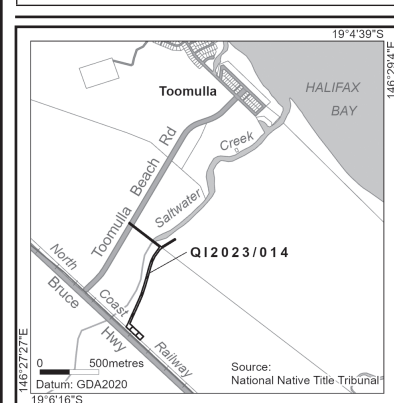 19°4'39"S
146°29'4"E
Toomulla
HALIFAX
BAY
Toomulla Beach Rd
Saltwater Creek
QI2023/014
North Coast Railway
Bruce Hwy
146°27'27"E
0 500metres
Datum: GDA2020
Source:
National Native Title Tribunal
19°6'16"S